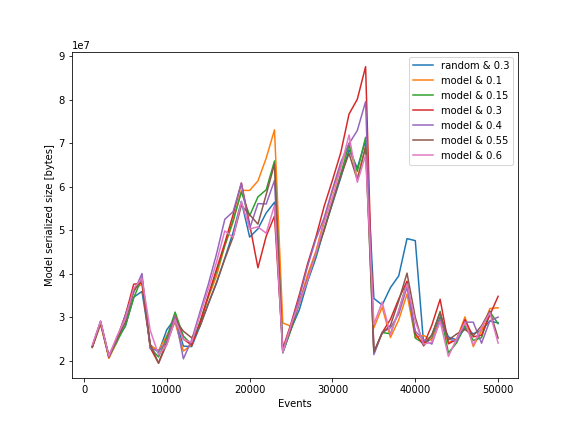 1e7
9
8
7
6
5
4
3
2
Model serialized size [bytes]
random & 0.3
model & 0.1
model & 0.15
model & 0.3
model & 0.4
model & 0.55
model & 0.6
0 10000 20000 30000 40000 50000
Events